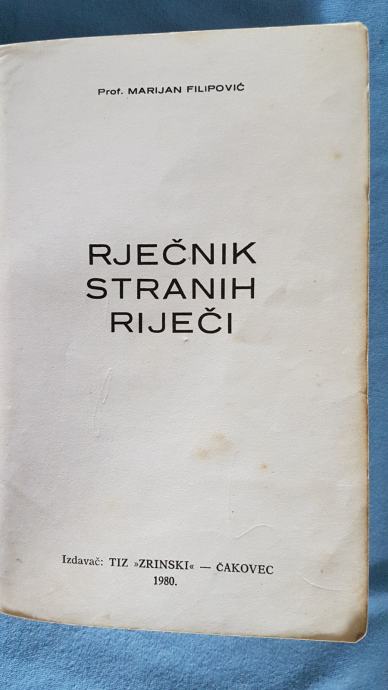 Prof. MARIJAN FILIPOVIĆ
RJEČNIK
STRANIH
RIJEČI
Izdavač: TIZ »ZRINSKI« — ČAKOVEC
1980.